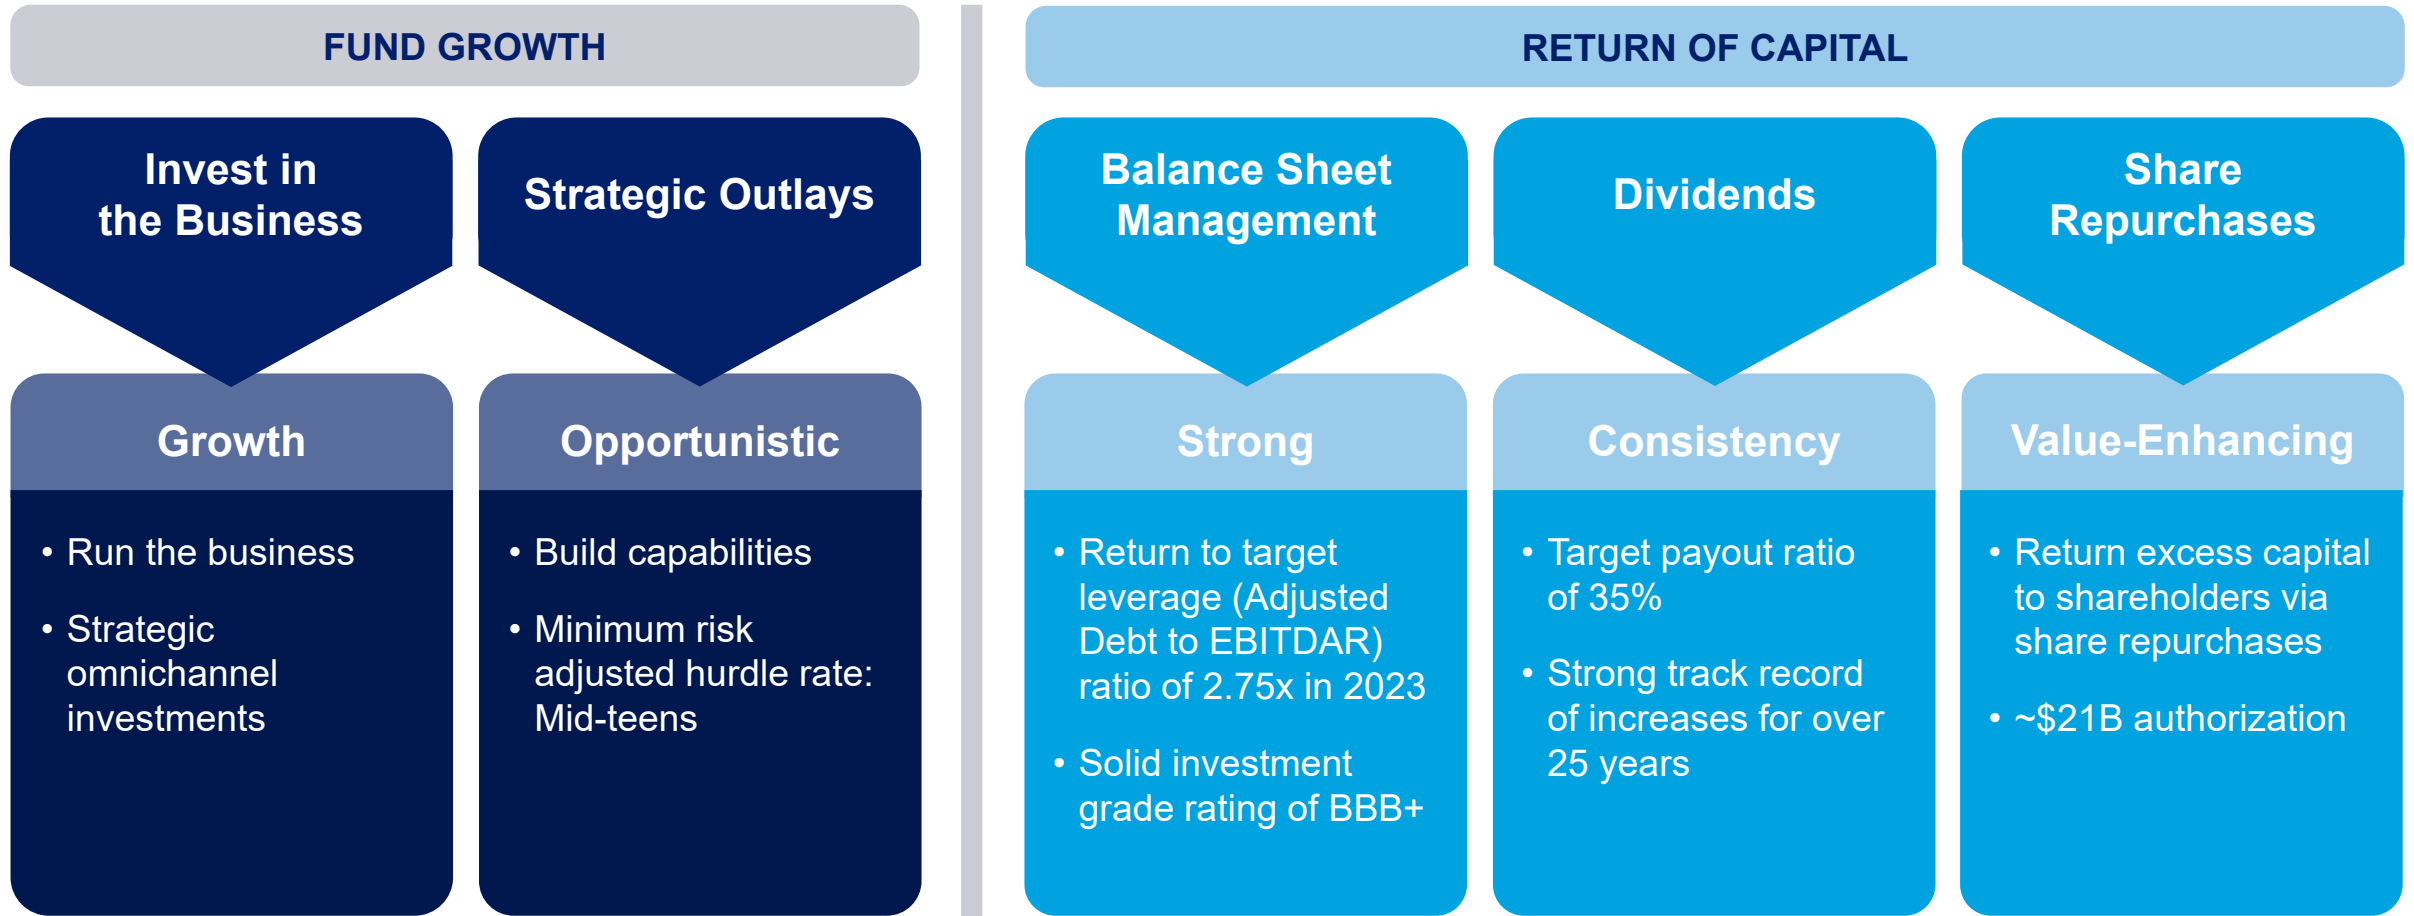 FUND GROWTH
Invest in
the Business
Growth
• Run the business
• Strategic
omnichannel
investments
Strategic Outlays
Opportunistic
• Build capabilities
• Minimum risk
adjusted hurdle rate:
Mid-teens
RETURN OF CAPITAL
Balance Sheet
Management
Strong
• Return to target
leverage (Adjusted
Debt to EBITDAR)
ratio of 2.75x in 2023
• Solid investment
grade rating of BBB+
Dividends
Consistency
• Target payout ratio
of 35%
• Strong track record
of increases for over
25 years
Share
Repurchases
Value-Enhancing
• Return excess capital
to shareholders via
share repurchases
• ~$21B authorization